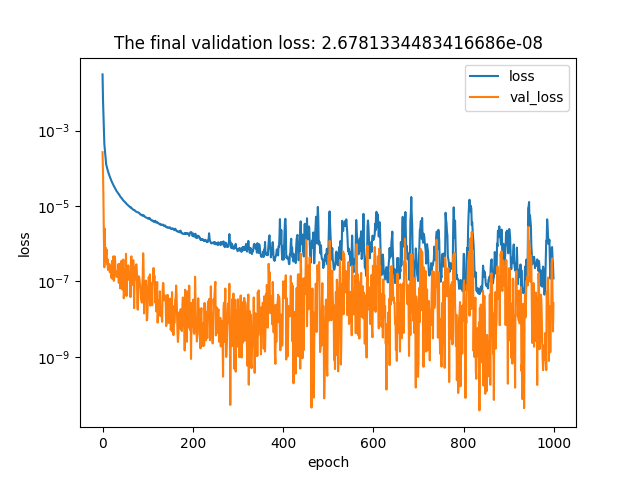 The final validation loss: 2.6781334483416686e-08
loss
val_loss
10⁻³
10⁻⁵
10⁻⁷
10⁻⁹
loss
0
200
400
600
800
1000
epoch